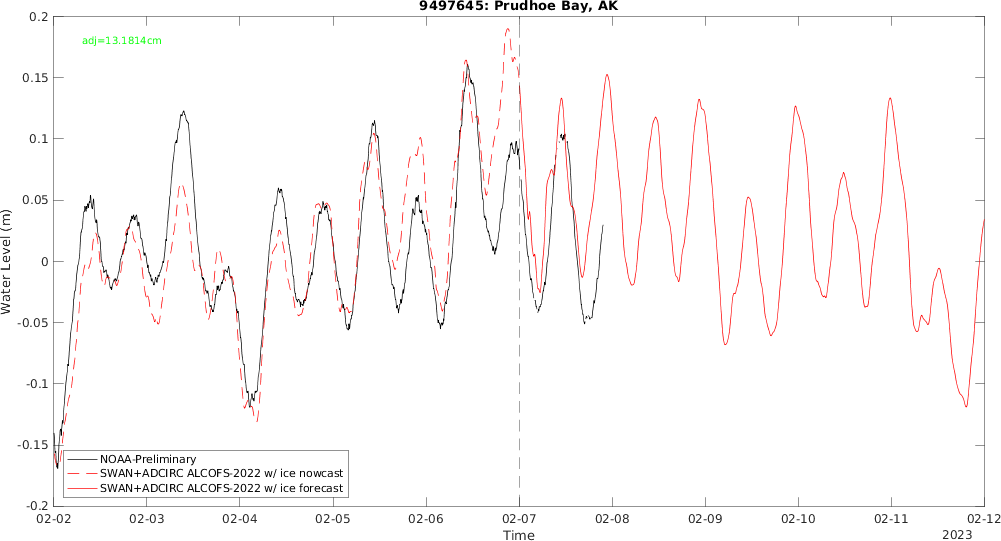 9497645: Prudhoe Bay, AK
adj=13.1814cm
Water Level (m)
0.2
0.15
0.1
0.05
0
-0.05
-0.1
-0.15
-0.2
NOAA-Preliminary
SWAN+ADCIRC ALCOFS-2022 w/ ice nowcast
SWAN+ADCIRC ALCOFS-2022 w/ ice forecast
02-02 02-03 02-04 02-05 02-06 02-07 02-08 02-09 02-10 02-11 02-12
Time
2023